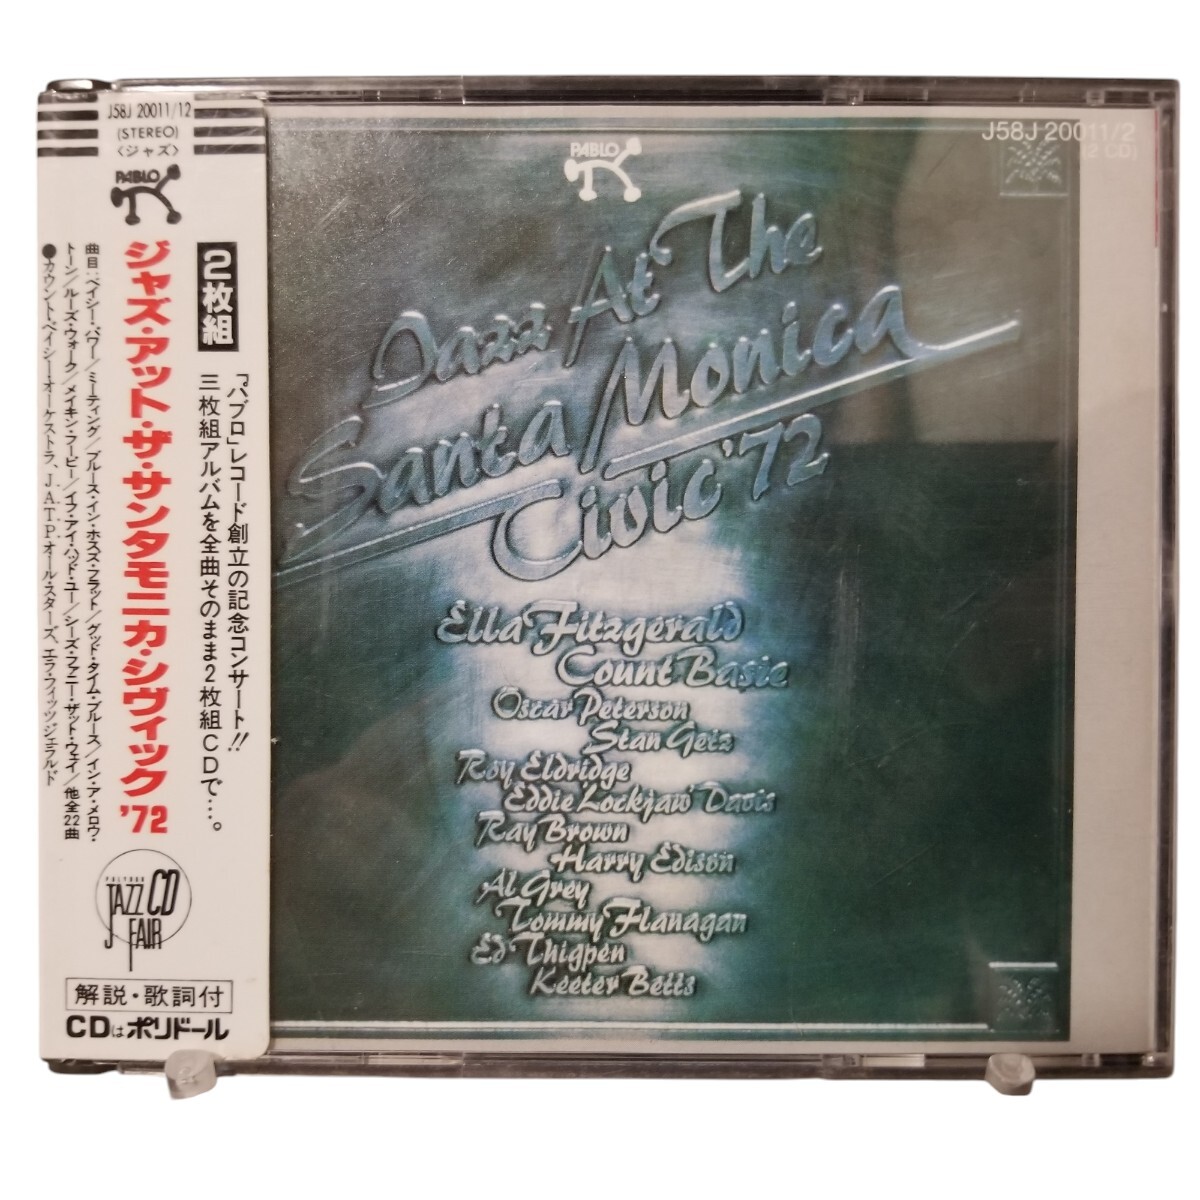 J58J 20011/12
(STEREO)
〈ジャズ〉
PABLO
ジャズ・アット・ザ・サンタモニカ・シヴィック '72
2枚組
『パブロ』レコード創立の記念コンサート!!
三枚組アルバムを全曲そのまま2枚組CDで…。
曲目：ベイシー・パワー/ミーティング/ブルース・イン・ホスズ・フラット/グッド・タイム・ブルース/イン・ア・メロウ・
トーン/ルーズ・ウォーク/メイキン・フーピー/イフ・アイ・ハッド・ユー/シーズ・ファニー・ザット・ウェイ/他全22曲
●カウント・ベイシー・オーケストラ、J.A.T.P.オール・スターズ、エラ・フィッツジェラルド
POLYDOR
JAZZ CD
FAIR
解説・歌詞付
CDはポリドール
PABLO
J58J 20011/2
(2 CD)
Jazz At The
Santa Monica
Civic '72
Ella Fitzgerald
Count Basie
Oscar Peterson
Stan Getz
Roy Eldridge
Eddie 'Lockjaw' Davis
Ray Brown
Harry Edison
Al Grey
Tommy Flanagan
Ed Thigpen
Keeter Betts